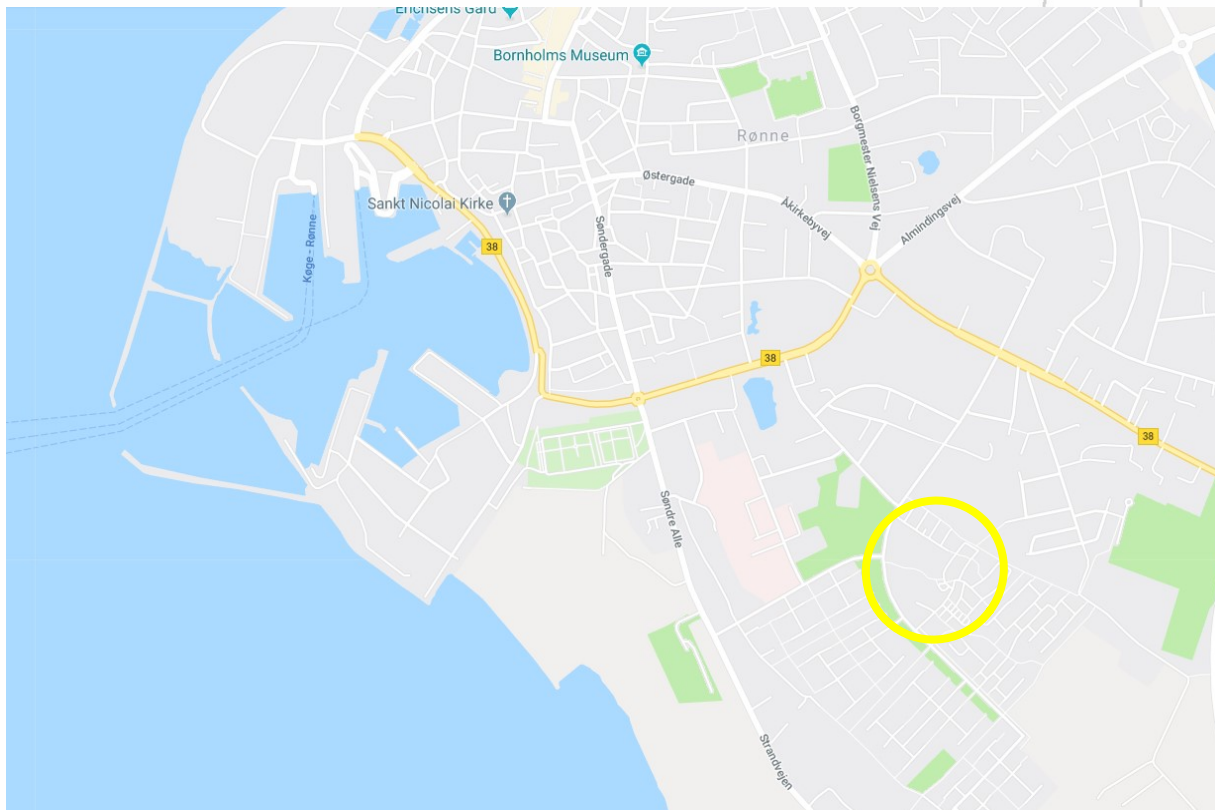 Erichsens Gård
Bornholms Museum
Rønne
Borgmester Nielsens Vej
Østergade
Åkirkebyvej
Almindingsvej
Sankt Nicolai Kirke
Køge - Rønne
Søndergade
38
38
38
Søndre Alle
Strandvejen